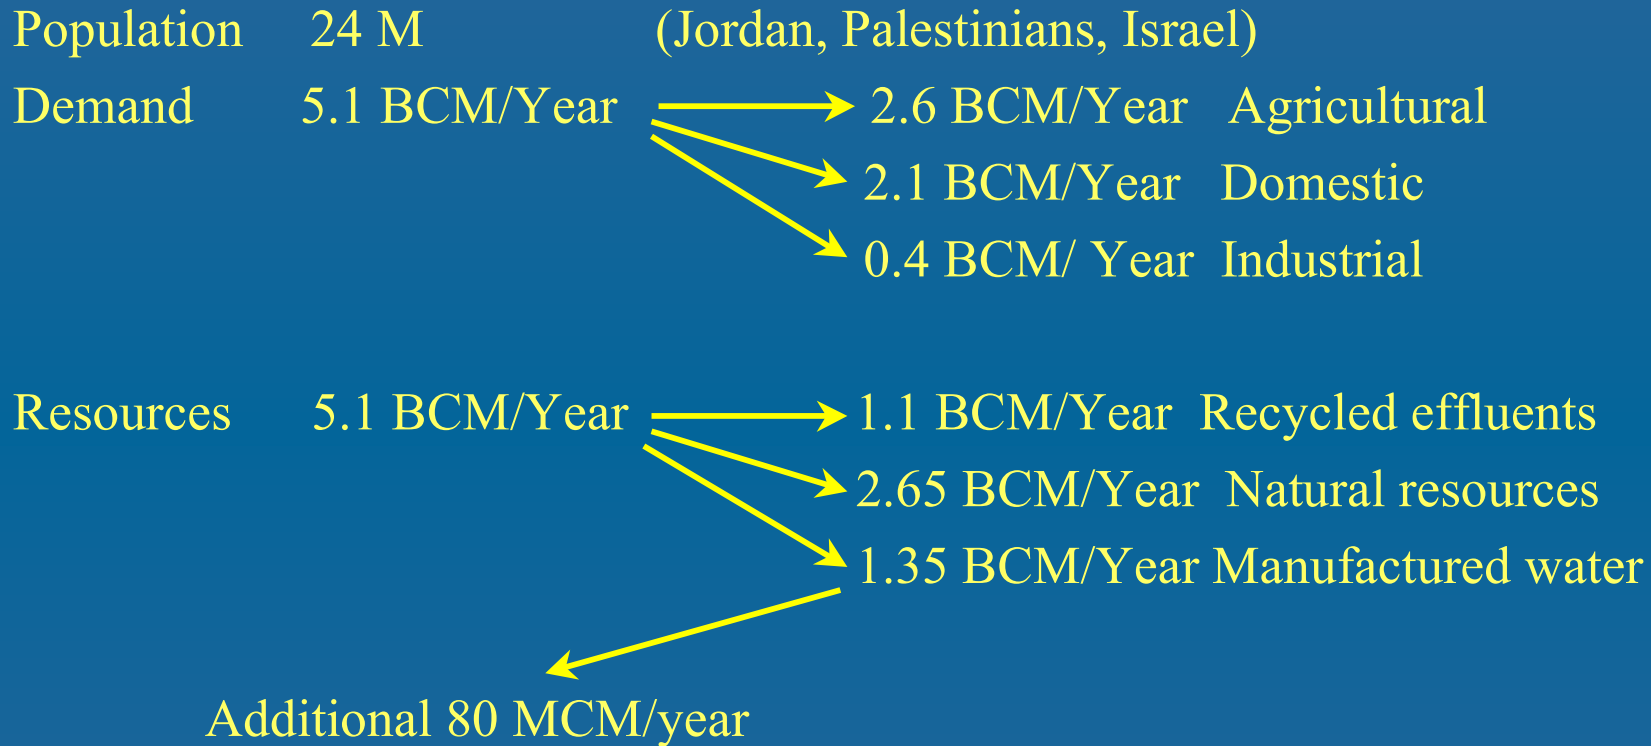 Population 24 M (Jordan, Palestinians, Israel)
Demand 5.1 BCM/Year 2.6 BCM/Year Agricultural
2.1 BCM/Year Domestic
0.4 BCM/ Year Industrial
Resources 5.1 BCM/Year 1.1 BCM/Year Recycled effluents
2.65 BCM/Year Natural resources
1.35 BCM/Year Manufactured water
Additional 80 MCM/year